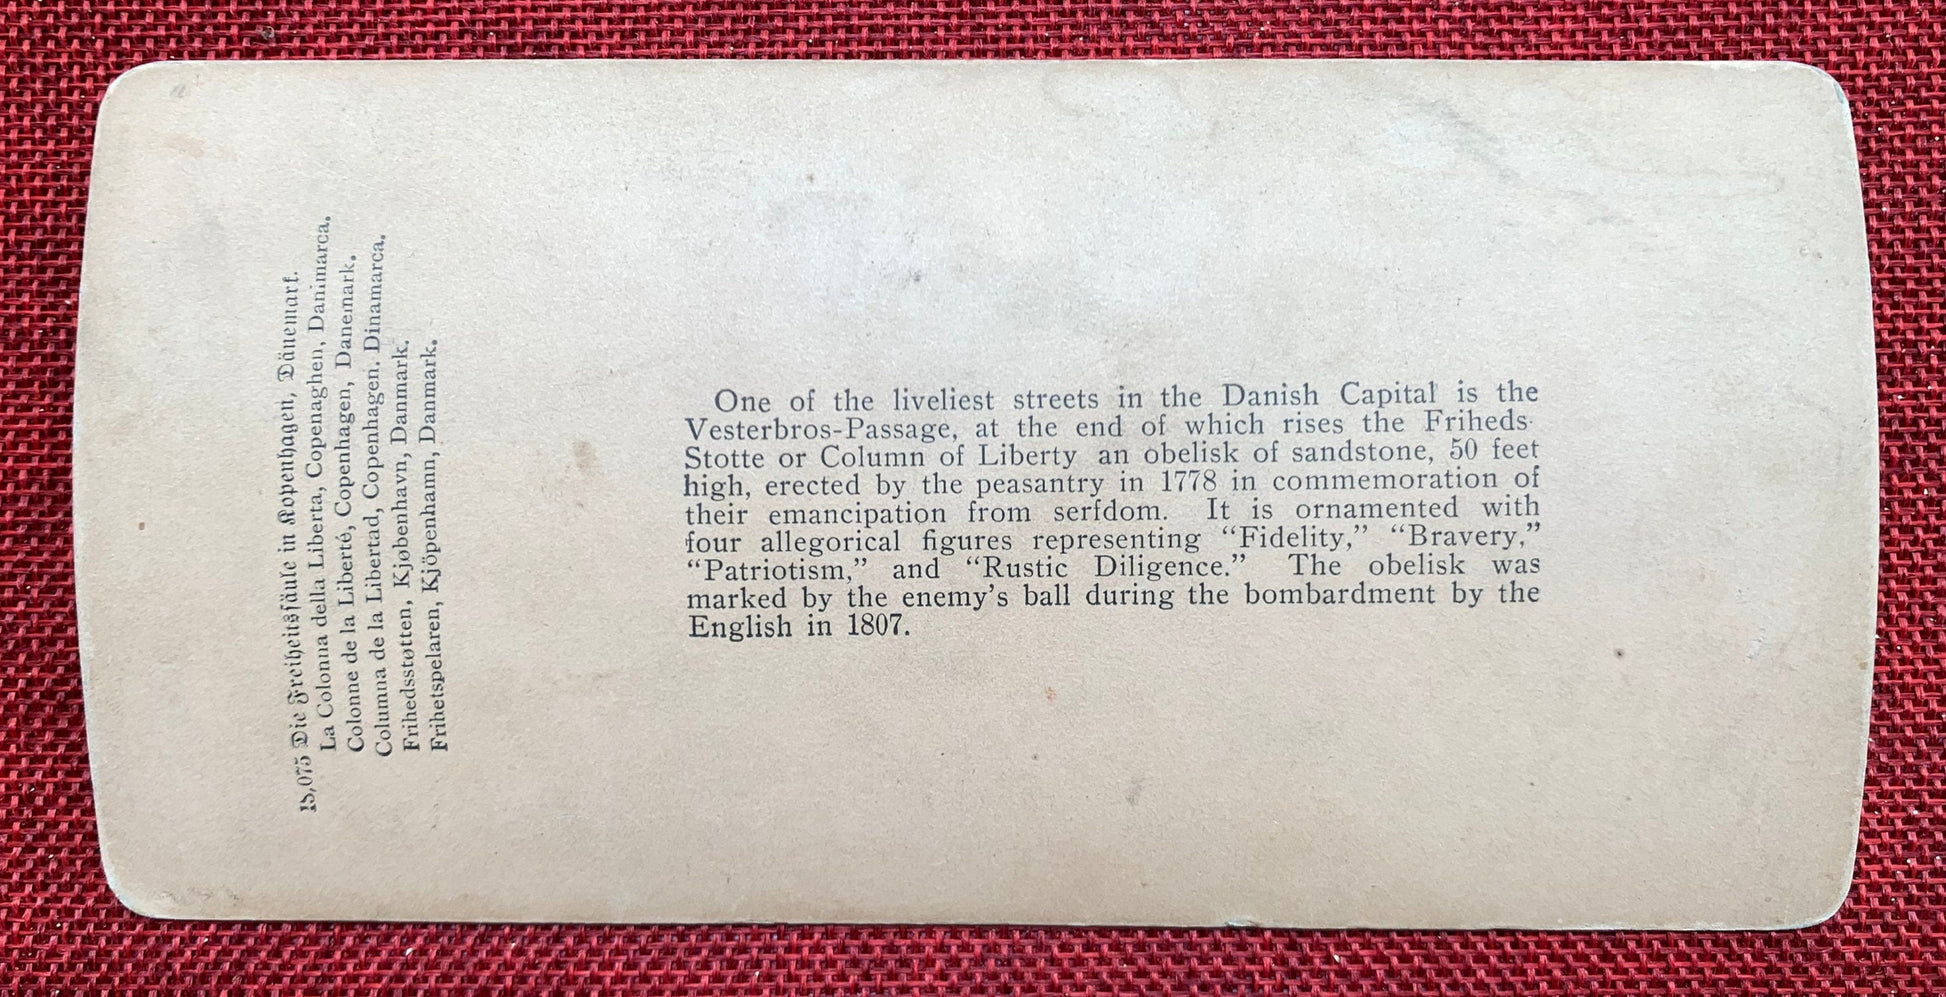 15,075 Die Freiheitssäule in Kopenhagen, Dänemark.
La Colonna della Liberta, Copenaghen, Danimarca.
Colonne de la Liberté, Copenhagen, Danemark.
Columna de la Libertad, Copenhagen. Dinamarca.
Frihedsstøtten, Kjøbenhavn, Danmark.
Frihetspelaren, Kjöpenhamn, Danmark.
One of the liveliest streets in the Danish Capital is the
Vesterbros-Passage, at the end of which rises the Friheds-
Stotte or Column of Liberty an obelisk of sandstone, 50 feet
high, erected by the peasantry in 1778 in commemoration of
their emancipation from serfdom. It is ornamented with
four allegorical figures representing “Fidelity,” “Bravery,”
“Patriotism,” and “Rustic Diligence.” The obelisk was
marked by the enemy’s ball during the bombardment by the
English in 1807.